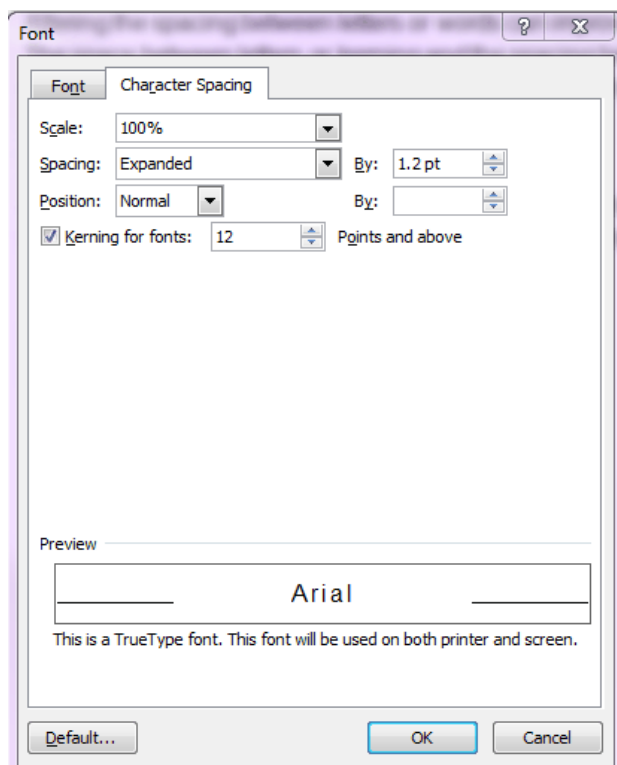 Font
Font Character Spacing
Scale: 100%
Spacing: Expanded By: 1.2 pt
Position: Normal By:
Kerning for fonts: 12 Points and above
Preview
Arial
This is a TrueType font. This font will be used on both printer and screen.
Default... OK Cancel